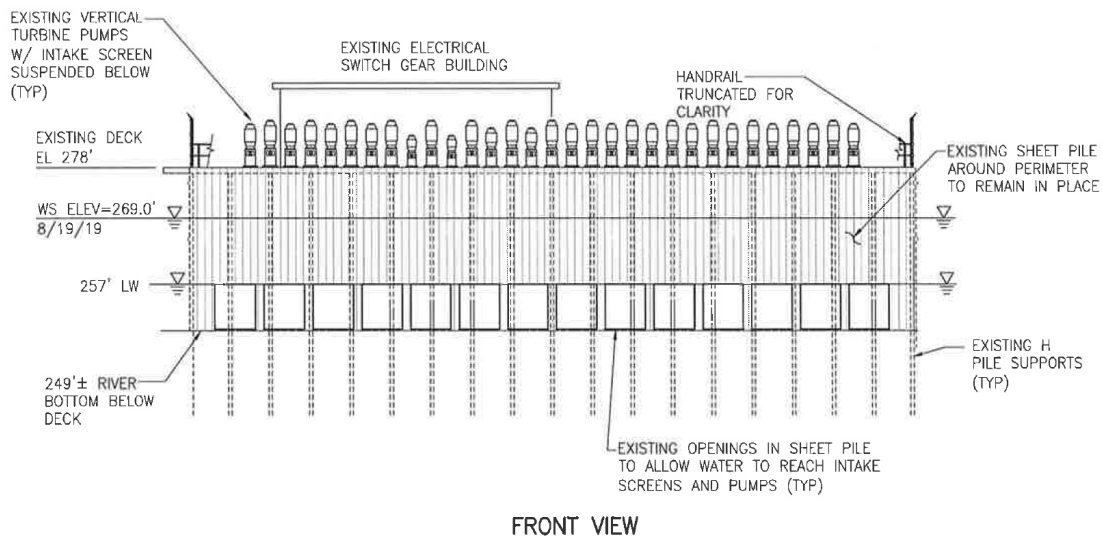 EXISTING VERTICAL
TURBINE PUMPS
W/ INTAKE SCREEN
SUSPENDED BELOW
(TYP)
EXISTING ELECTRICAL
SWITCH GEAR BUILDING
HANDRAIL
TRUNCATED FOR
CLARITY
EXISTING DECK
EL 278'
EXISTING SHEET PILE
AROUND PERIMETER
TO REMAIN IN PLACE
WS ELEV=269.0'
8/19/19
257' LW
249'± RIVER
BOTTOM BELOW
DECK
EXISTING H
PILE SUPPORTS
(TYP)
EXISTING OPENINGS IN SHEET PILE
TO ALLOW WATER TO REACH INTAKE
SCREENS AND PUMPS (TYP)
FRONT VIEW